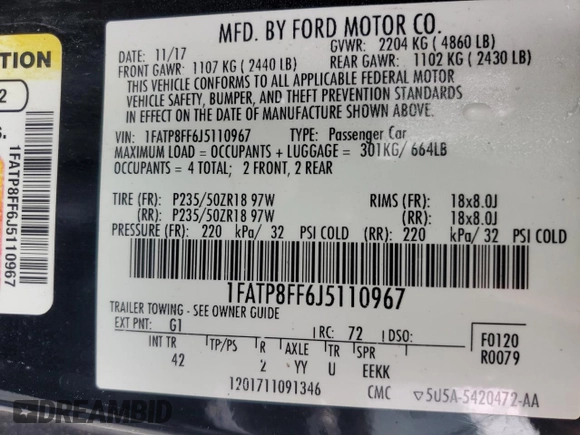 MFD. BY FORD MOTOR CO.
11/17
GVWR: 2204 KG ( 4860 LB)
FRONT GAWR: 1107 KG ( 2440 LB)
REAR GAWR: 1102 KG ( 2430 LB)
THIS VEHICLE CONFORMS TO ALL APPLICABLE FEDERAL MOTOR
VEHICLE SAFETY, BUMPER, AND THEFT PREVENTION STANDARDS
IN EFFECT ON THE DATE OF MANUFACTURE SHOWN ABOVE.
VIN: 1FATP8FF6J5110967 TYPE: Passenger Car
MAXIMUM LOAD = OCCUPANTS + LUGGAGE = 301KG/ 664LB
OCCUPANTS = 4 TOTAL; 2 FRONT, 2 REAR
TIRE (FR): P235/50ZR18 97W RIMS (FR): 18x8.0J
(RR): P235/50ZR18 97W (RR): 18x8.0J
PRESSURE (FR): 220 kPa/ 32 PSI COLD (RR): 220 kPa/ 32 PSI COLD
1FATP8FF6J5110967
TRAILER TOWING - SEE OWNER GUIDE
EXT PNT: G1 RC: 72 DSO:
INT TR TP/PS R AXLE TR SPR
42 2 YY U EEKK
F0120
R0079
1201711091346 CMC ▽5U5A-5420472-AA
TION
2
S.
1FATP8FF6J5110967